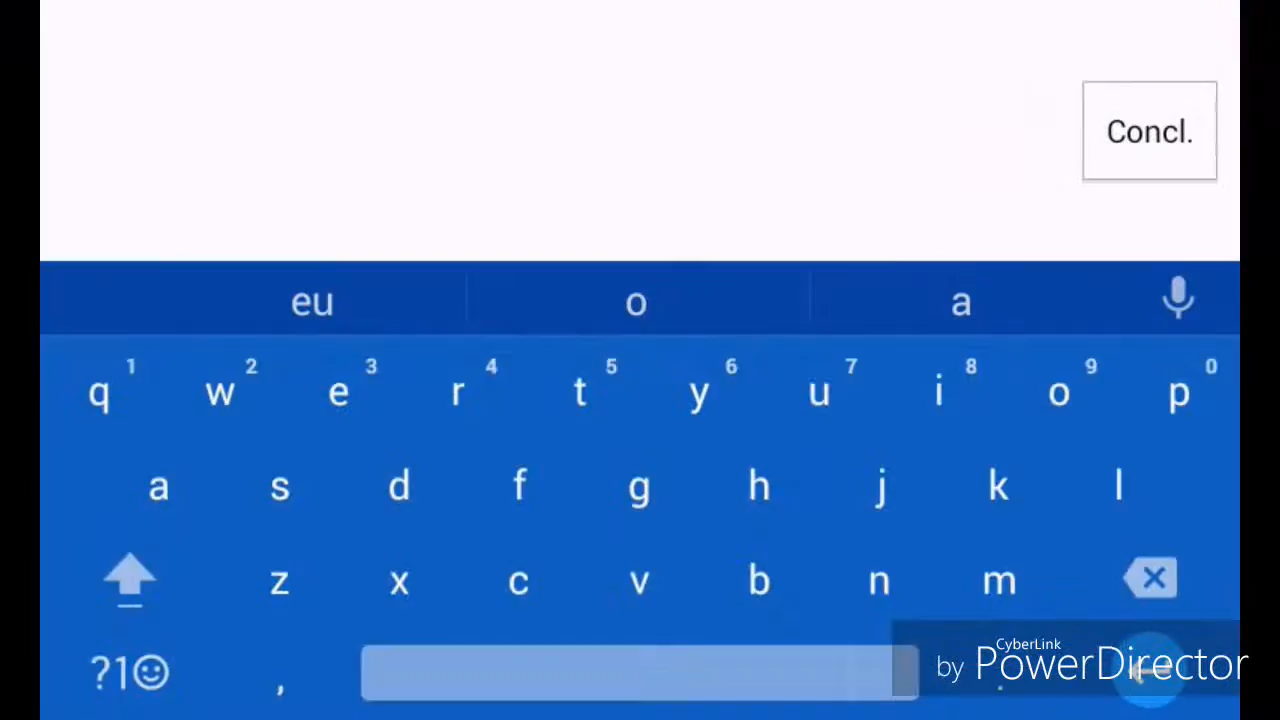 Concl.
eu o a
1 2 3 4 5 6 7 8 9 0
q w e r t y u i o p
a s d f g h j k l
z x c v b n m
?1 , .
CyberLink
by PowerDirector